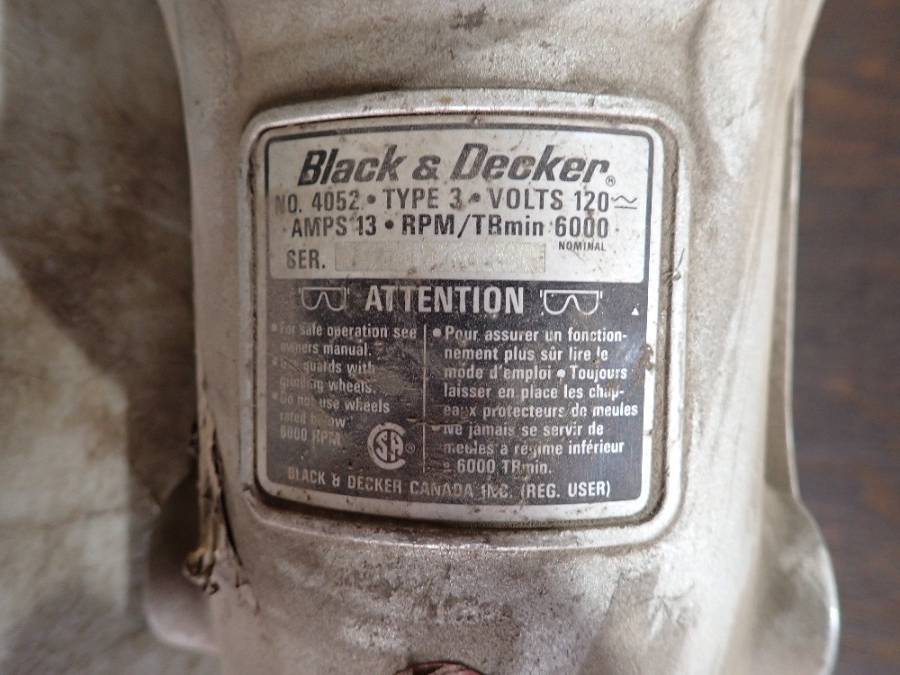 Black & Decker®
NO. 4052 • TYPE 3 • VOLTS 120
AMPS 13 • RPM/TRmin 6000
NOMINAL
SER.
ATTENTION
• For safe operation see
owners manual.
• Use guards with
grinding wheels.
• Do not use wheels
rated below
6000 RPM
• Pour assurer un fonction-
nement plus sûr lire le
mode d'emploi • Toujours
laisser en place les chap-
eaux protecteurs de meules
• Ne jamais se servir de
meules à régime inférieur
à 6000 TRmin.
SA ®
BLACK & DECKER CANADA INC. (REG. USER)